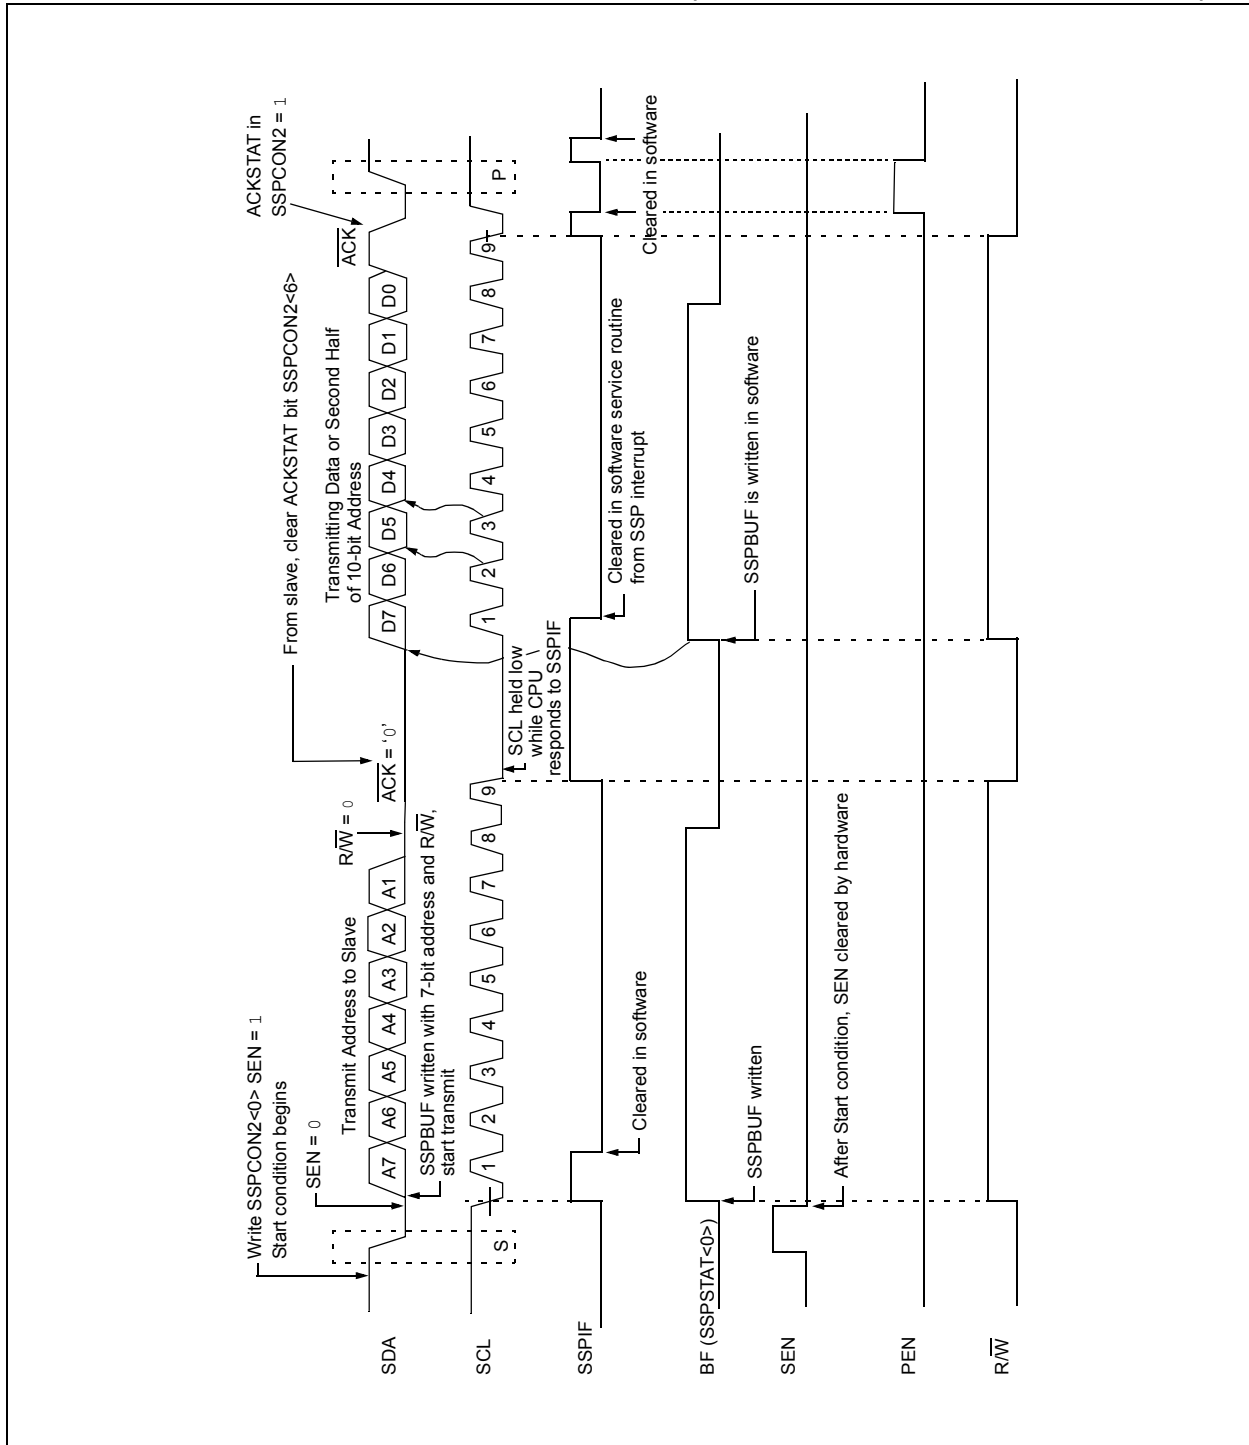 Write SSPCON2<0> SEN = 1
Start condition begins
SEN = 0
Transmit Address to Slave
R/W = 0
From slave, clear ACKSTAT bit SSPCON2<6>
ACK = ‘0’
Transmitting Data or Second Half
of 10-bit Address
ACK
ACKSTAT in
SSPCON2 = 1
SDA
A7 A6 A5 A4 A3 A2 A1
D7 D6 D5 D4 D3 D2 D1 D0
SSPBUF written with 7-bit address and R/W,
start transmit
SCL
S
1 2 3 4 5 6 7 8 9
1 2 3 4 5 6 7 8 9
P
SCL held low
while CPU
responds to SSPIF
SSPIF
Cleared in software
Cleared in software service routine
from SSP interrupt
Cleared in software
Cleared in software
BF (SSPSTAT<0>)
SSPBUF written
SSPBUF is written in software
SEN
After Start condition, SEN cleared by hardware
PEN
R/W